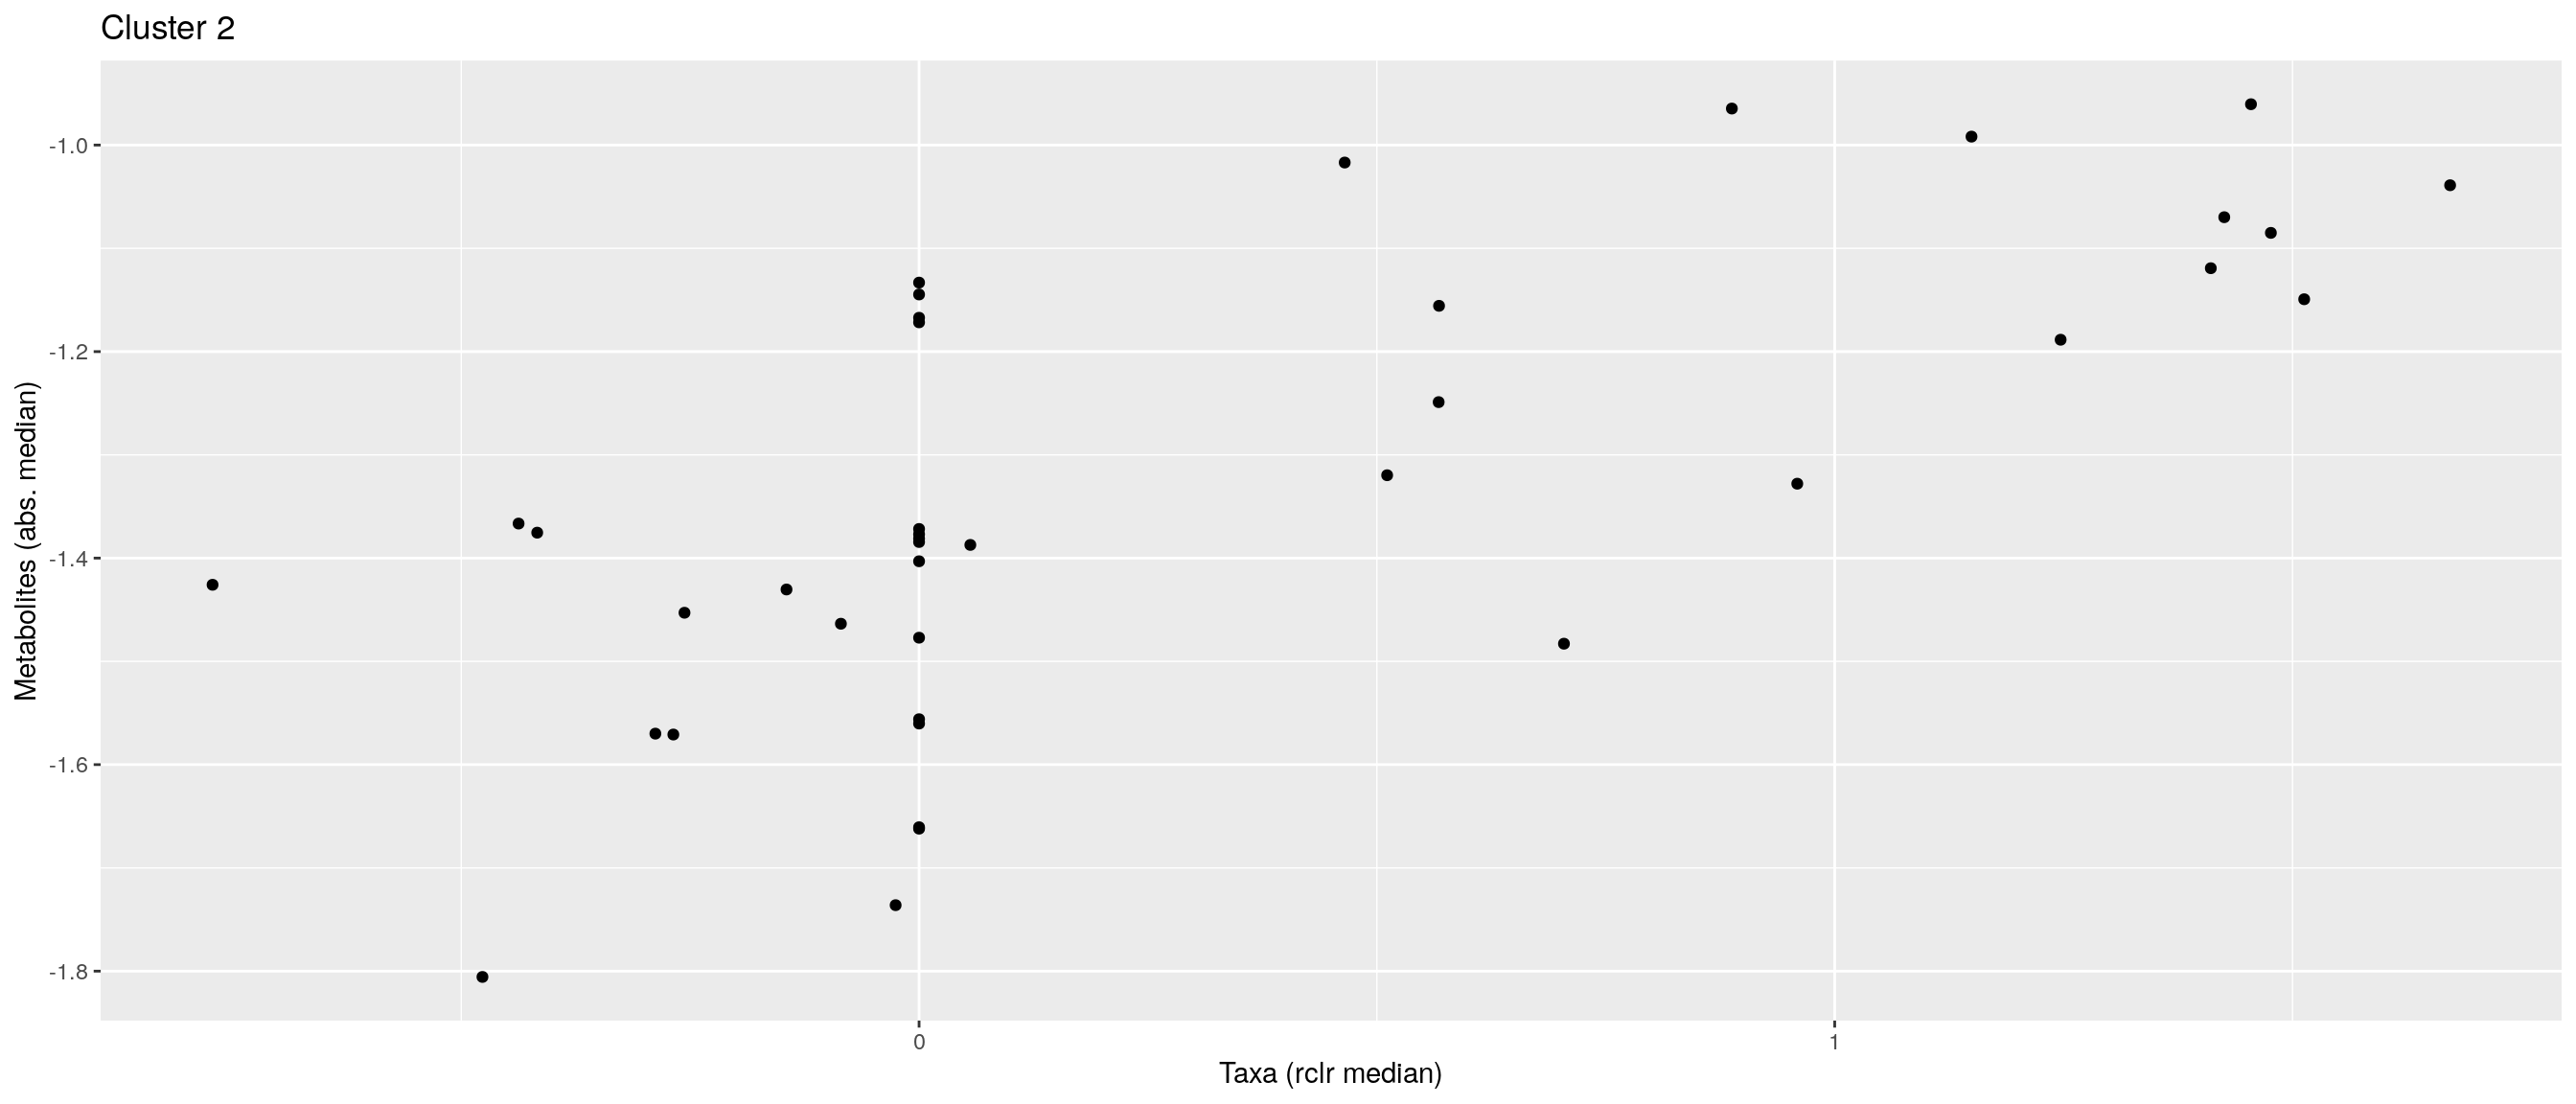 Cluster 2
Metabolites (abs. median)
-1.0
-1.2
-1.4
-1.6
-1.8
0
1
Taxa (rclr median)